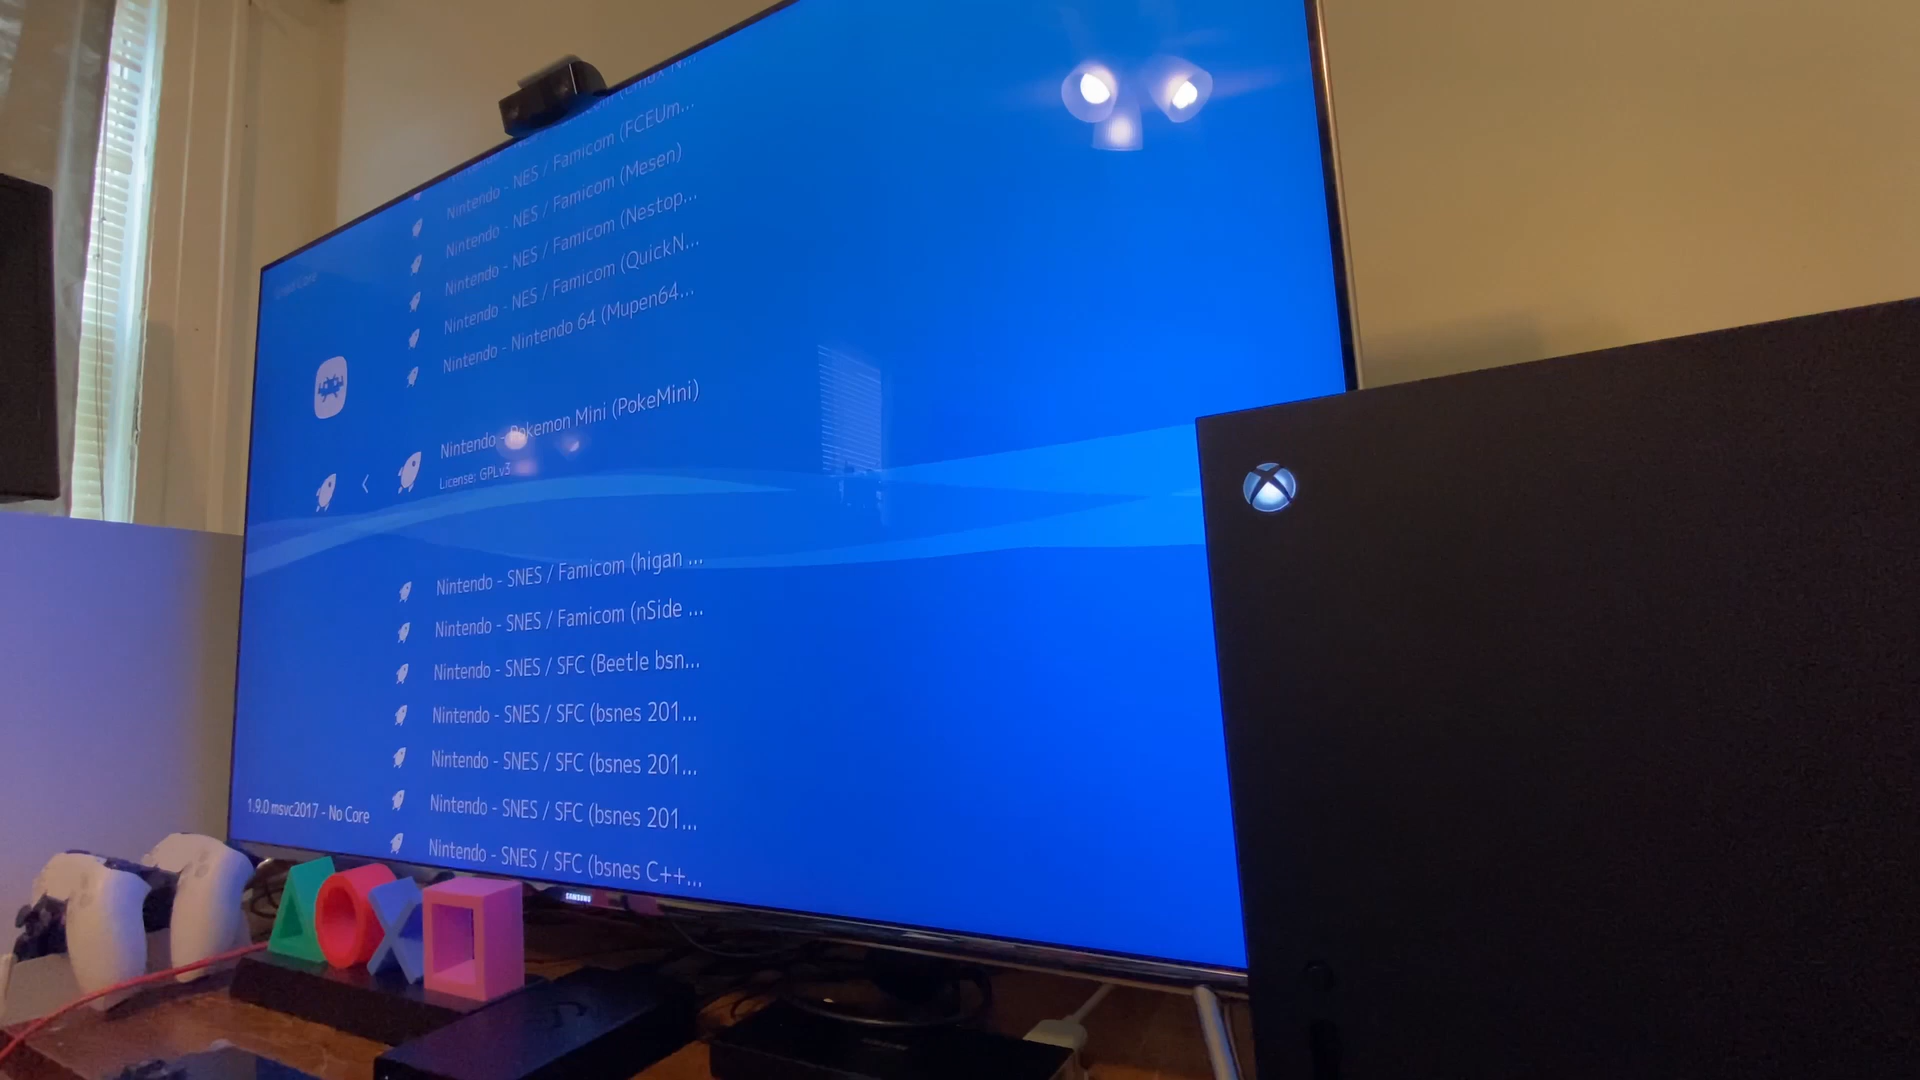 Nintendo - NES / Famicom (FCEUm...
Nintendo - NES / Famicom (Mesen)
Nintendo - NES / Famicom (Nestop...
Nintendo - NES / Famicom (QuickN...
Nintendo - Nintendo 64 (Mupen64...
Nintendo - Pokemon Mini (PokeMini)
License: GPLv3
Nintendo - SNES / Famicom (higan ...
Nintendo - SNES / Famicom (nSide ...
Nintendo - SNES / SFC (Beetle bsn...
Nintendo - SNES / SFC (bsnes 201...
Nintendo - SNES / SFC (bsnes 201...
Nintendo - SNES / SFC (bsnes 201...
Nintendo - SNES / SFC (bsnes C++...
1.9.0 msvc2017 - No Core
SAMSUNG